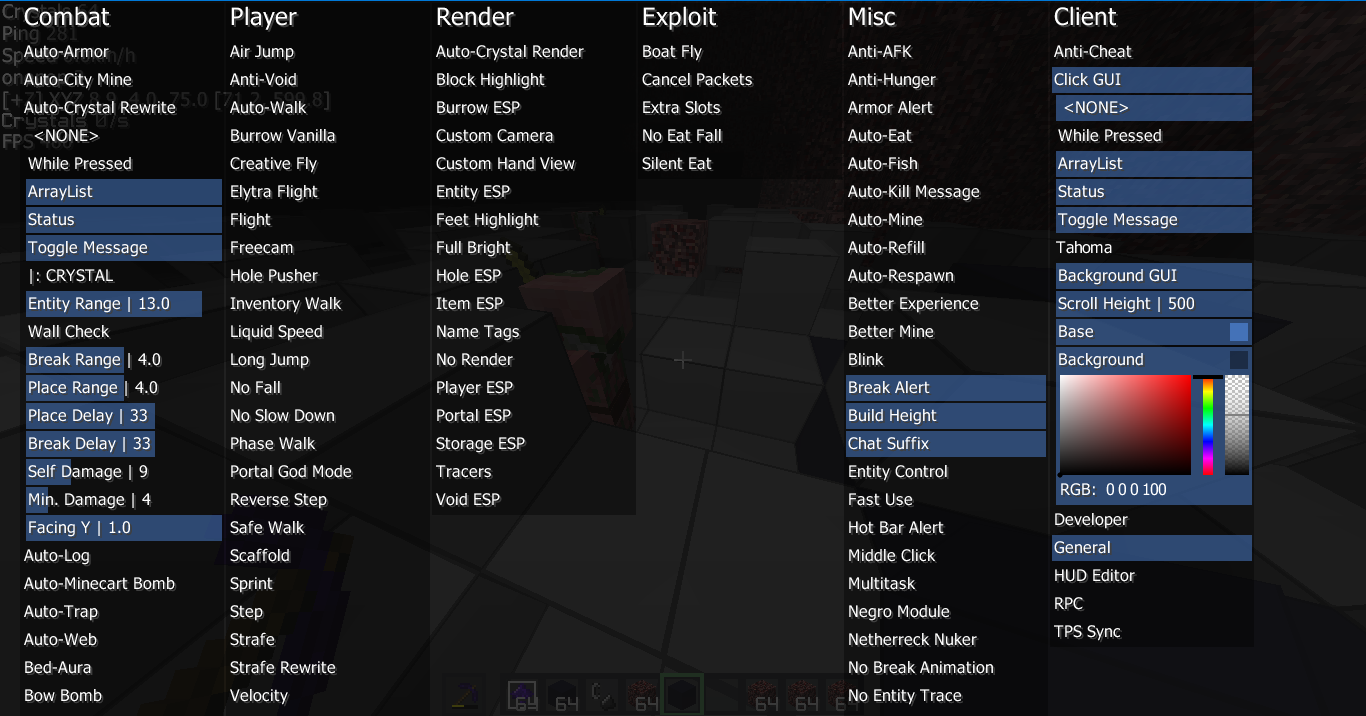 Combat
Auto-Armor
Auto-City Mine
Auto-Crystal Rewrite
<NONE>
While Pressed
ArrayList
Status
Toggle Message
|: CRYSTAL
Entity Range | 13.0
Wall Check
Break Range | 4.0
Place Range | 4.0
Place Delay | 33
Break Delay | 33
Self Damage | 9
Min. Damage | 4
Facing Y | 1.0
Auto-Log
Auto-Minecart Bomb
Auto-Trap
Auto-Web
Bed-Aura
Bow Bomb
Player
Air Jump
Anti-Void
Auto-Walk
Burrow Vanilla
Creative Fly
Elytra Flight
Flight
Freecam
Hole Pusher
Inventory Walk
Liquid Speed
Long Jump
No Fall
No Slow Down
Phase Walk
Portal God Mode
Reverse Step
Safe Walk
Scaffold
Sprint
Step
Strafe
Strafe Rewrite
Velocity
Render
Auto-Crystal Render
Block Highlight
Burrow ESP
Custom Camera
Custom Hand View
Entity ESP
Feet Highlight
Full Bright
Hole ESP
Item ESP
Name Tags
No Render
Player ESP
Portal ESP
Storage ESP
Tracers
Void ESP
Exploit
Boat Fly
Cancel Packets
Extra Slots
No Eat Fall
Silent Eat
Misc
Anti-AFK
Anti-Hunger
Armor Alert
Auto-Eat
Auto-Fish
Auto-Kill Message
Auto-Mine
Auto-Refill
Auto-Respawn
Better Experience
Better Mine
Blink
Break Alert
Build Height
Chat Suffix
Entity Control
Fast Use
Hot Bar Alert
Middle Click
Multitask
Negro Module
Netherreck Nuker
No Break Animation
No Entity Trace
Client
Anti-Cheat
Click GUI
<NONE>
While Pressed
ArrayList
Status
Toggle Message
Tahoma
Background GUI
Scroll Height | 500
Base
Background
RGB: 0 0 0 100
Developer
General
HUD Editor
RPC
TPS Sync
Ping 281
Crystals 0/s
FPS
64
64
64
64
64